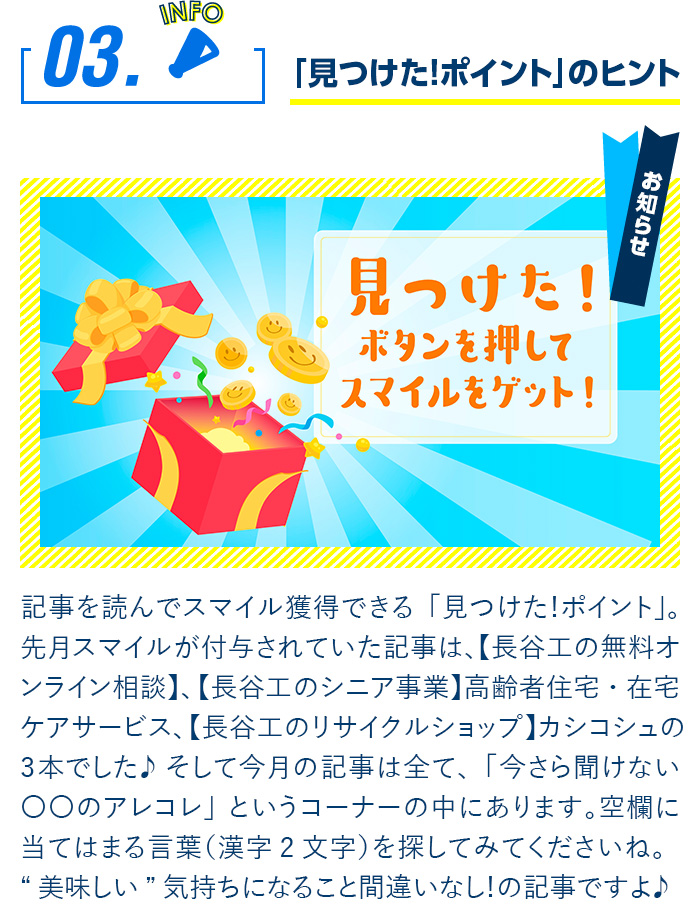 INFO
03.
「見つけた!ポイント」のヒント
お知らせ
見つけた！
ボタンを押して
スマイルをゲット！
記事を読んでスマイル獲得できる「見つけた!ポイント」。
先月スマイルが付与されていた記事は、【長谷工の無料オ
ンライン相談】、【長谷工のシニア事業】高齢者住宅・在宅
ケアサービス、【長谷工のリサイクルショップ】カシコシュの
3本でした♪ そして今月の記事は全て、「今さら聞けない
〇〇のアレコレ」というコーナーの中にあります。空欄に
当てはまる言葉（漢字2文字）を探してみてくださいね。
“美味しい”気持ちになること間違いなし!の記事ですよ♪